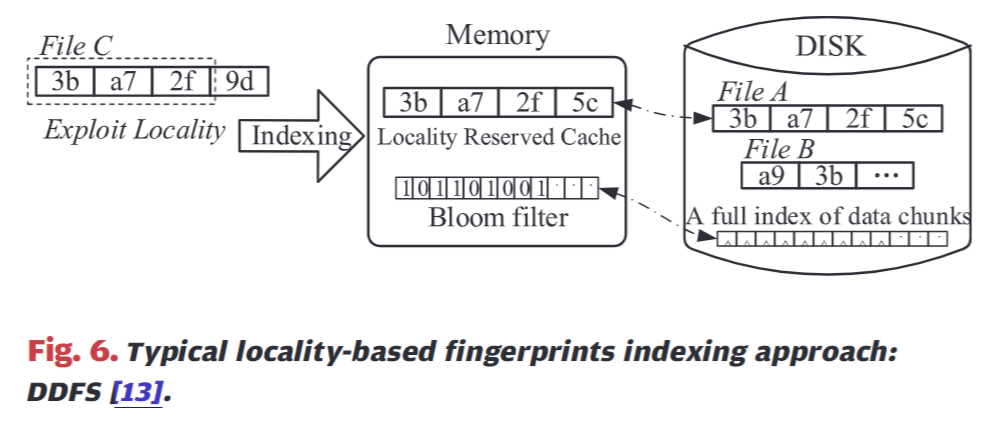 File C
3b a7 2f 9d
Exploit Locality
Indexing
Memory
3b a7 2f 5c
Locality Reserved Cache
1 0 1 1 0 1 0 0 1 · · ·
Bloom filter
DISK
File A
3b a7 2f 5c
File B
a9 3b ···
A full index of data chunks
Fig. 6. Typical locality-based fingerprints indexing approach:
DDFS [13].